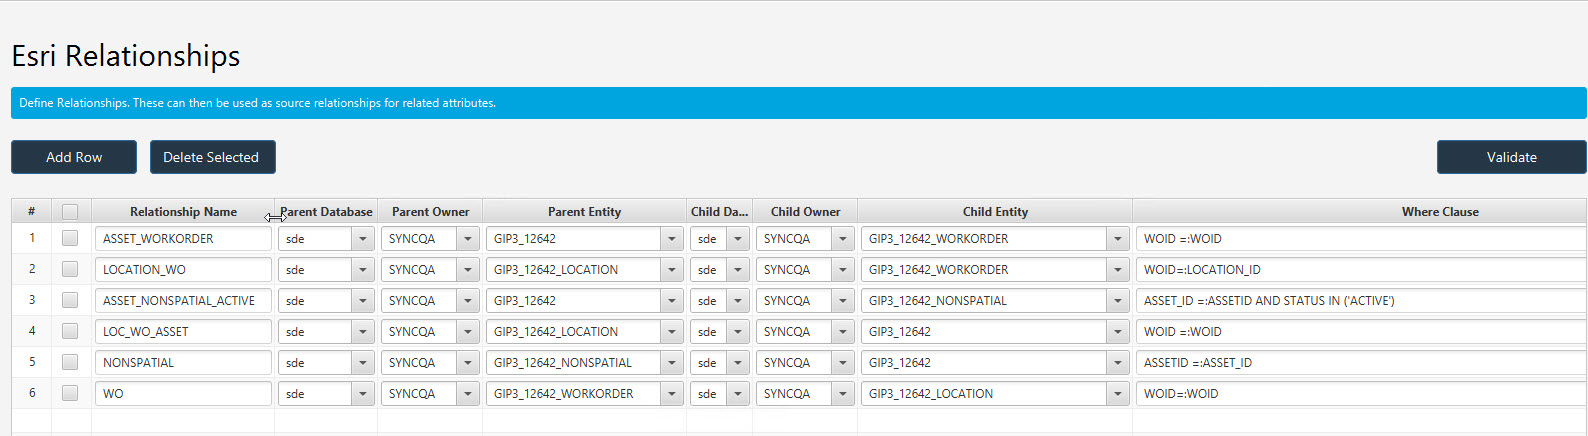 Esri Relationships
Define Relationships. These can then be used as source relationships for related attributes.
Add Row Delete Selected Validate
# Relationship Name Parent Database Parent Owner Parent Entity Child Da... Child Owner Child Entity Where Clause
1 ASSET_WORKORDER sde SYNCQA GIP3_12642 sde SYNCQA GIP3_12642_WORKORDER WOID =:WOID
2 LOCATION_WO sde SYNCQA GIP3_12642_LOCATION sde SYNCQA GIP3_12642_WORKORDER WOID=:LOCATION_ID
3 ASSET_NONSPATIAL_ACTIVE sde SYNCQA GIP3_12642 sde SYNCQA GIP3_12642_NONSPATIAL ASSET_ID =:ASSETID AND STATUS IN ('ACTIVE')
4 LOC_WO_ASSET sde SYNCQA GIP3_12642_LOCATION sde SYNCQA GIP3_12642 WOID =:WOID
5 NONSPATIAL sde SYNCQA GIP3_12642_NONSPATIAL sde SYNCQA GIP3_12642 ASSETID =:ASSET_ID
6 WO sde SYNCQA GIP3_12642_WORKORDER sde SYNCQA GIP3_12642_LOCATION WOID=:WOID